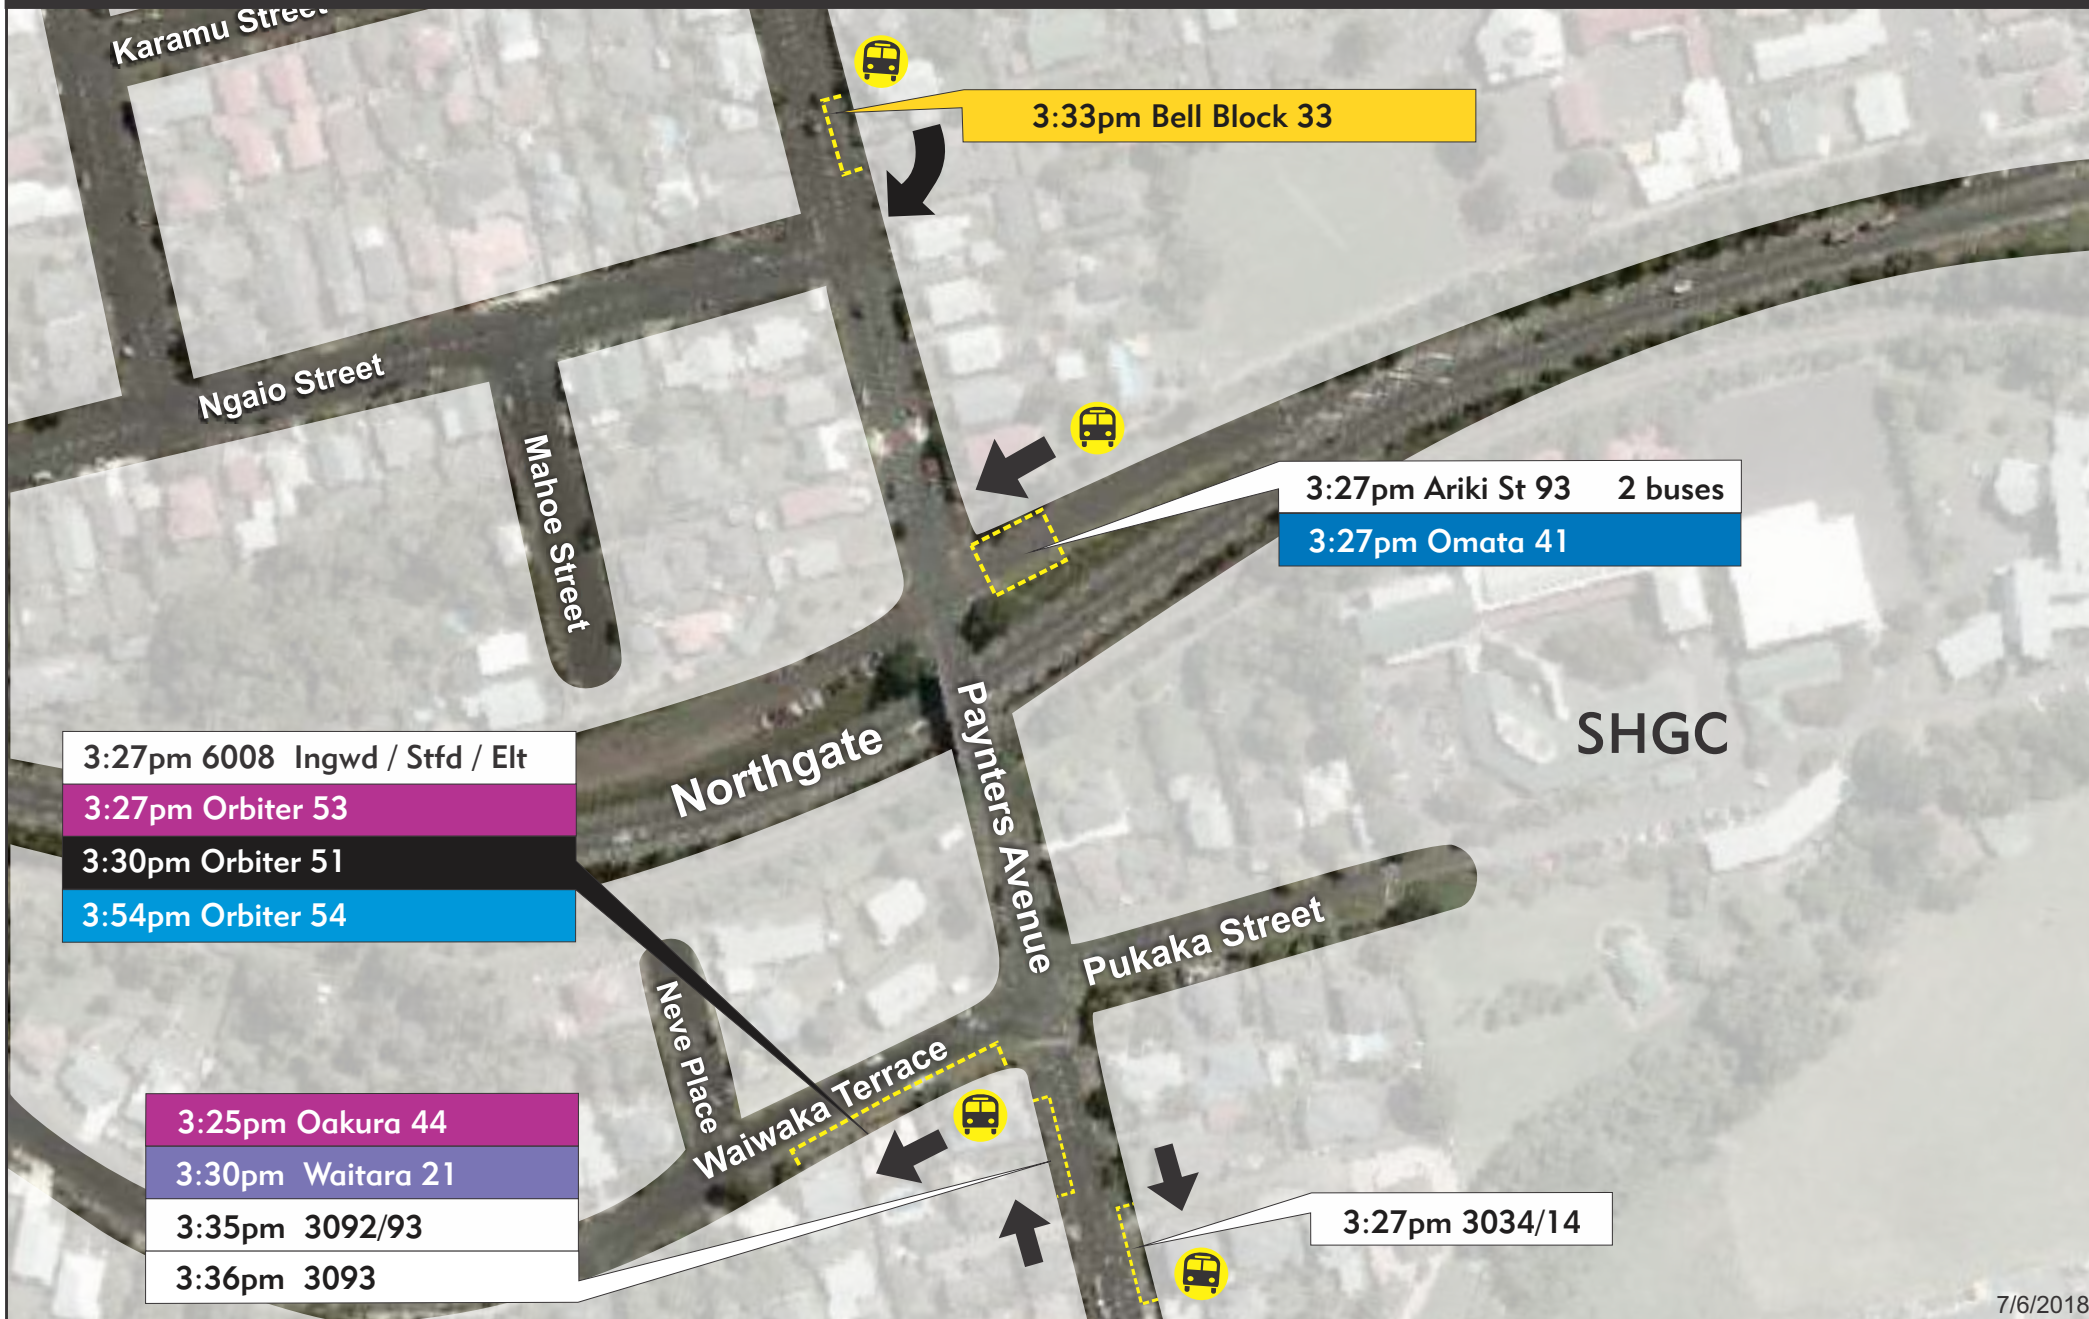 Karamu Street
3:33pm Bell Block 33
Ngaio Street
Mahoe Street
3:27pm Ariki St 93 2 buses
3:27pm Omata 41
SHGC
Northgate
Paynters Avenue
3:27pm 6008 Ingwd / Stfd / Elt
3:27pm Orbiter 53
3:30pm Orbiter 51
3:54pm Orbiter 54
Pukaka Street
Neve Place
Waiwaka Terrace
3:25pm Oakura 44
3:30pm Waitara 21
3:35pm 3092/93
3:36pm 3093
3:27pm 3034/14
7/6/2018